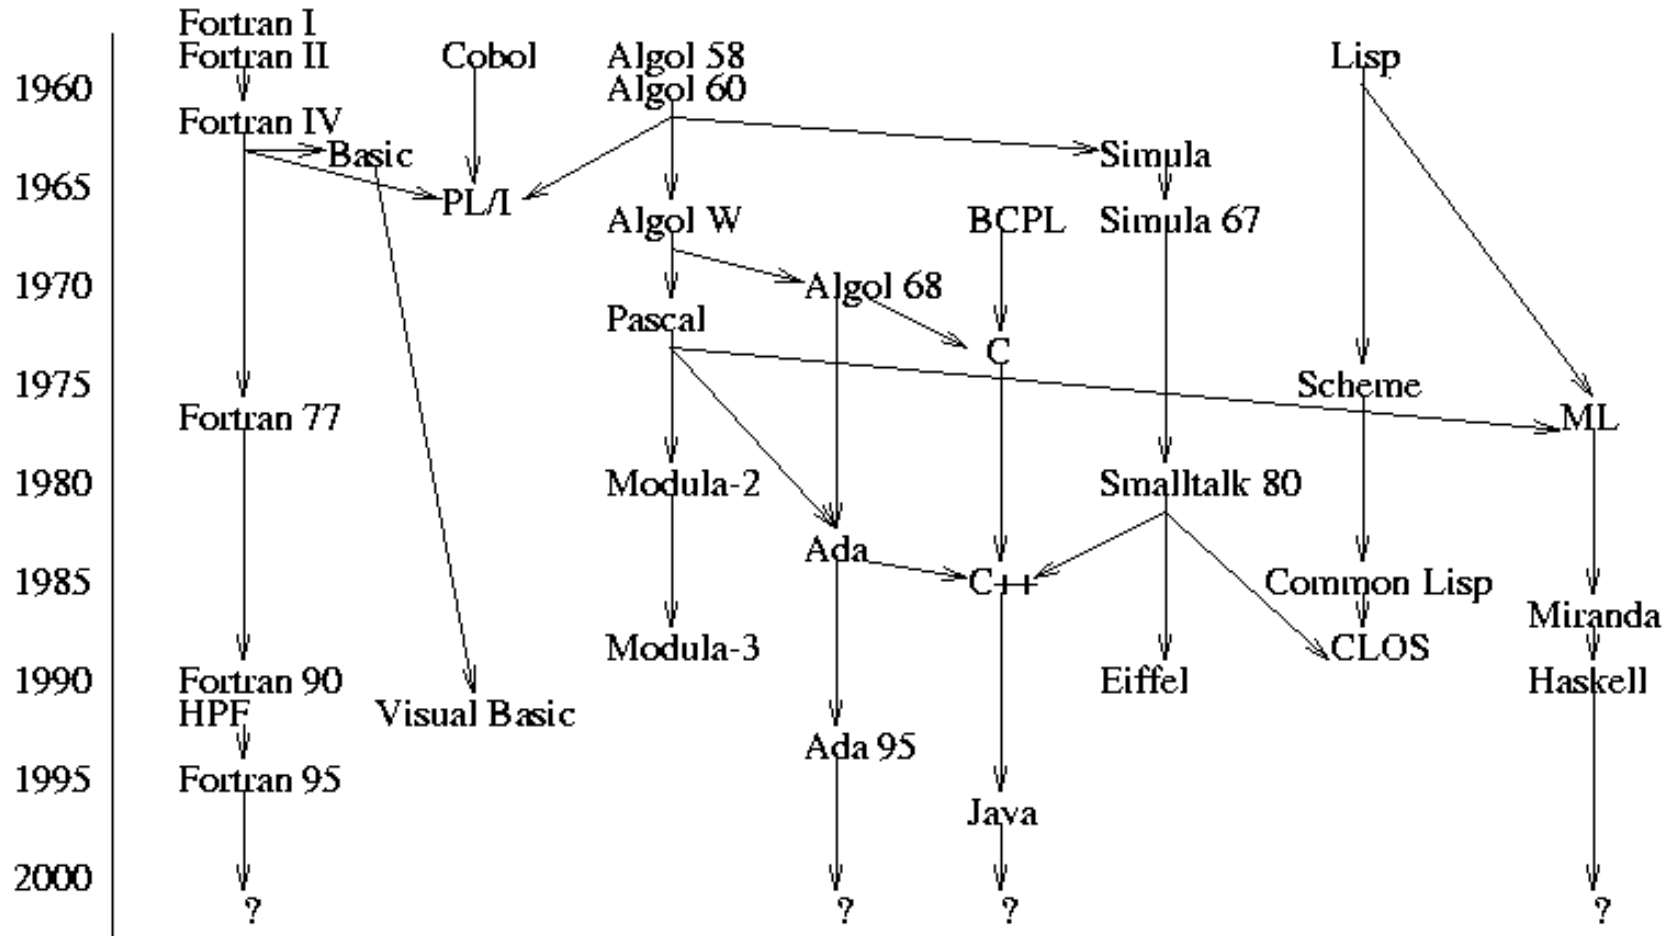 Fortran I
Fortran II Cobol Algol 58 Lisp
1960 Algol 60
Fortran IV
Basic Simula
1965 PL/I
Algol W BCPL Simula 67
1970 Algol 68
Pascal
C
1975 Scheme
Fortran 77 ML
1980 Modula-2 Smalltalk 80
Ada
1985 C++ Common Lisp
Miranda
Modula-3 CLOS
1990 Fortran 90 Eiffel Haskell
HPF Visual Basic
Ada 95
1995 Fortran 95
Java
2000
? ? ? ?